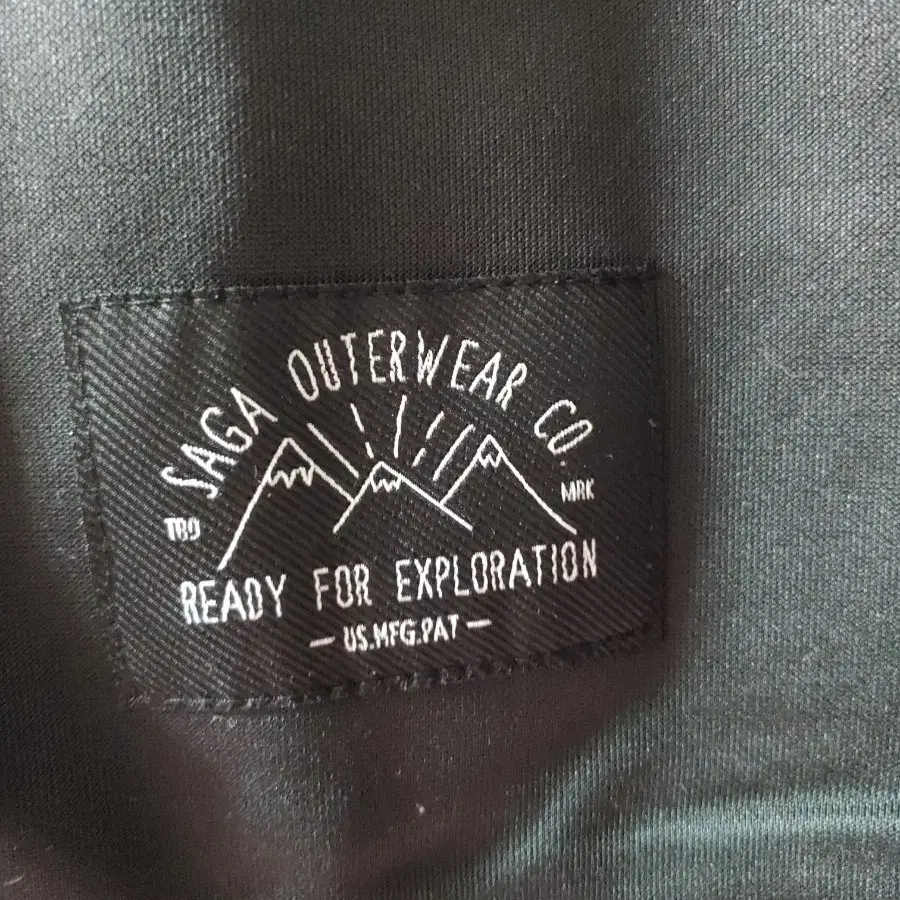 SAGA OUTERWEAR CO.
TRD MRK
READY FOR EXPLORATION
— US.MFG.PAT —